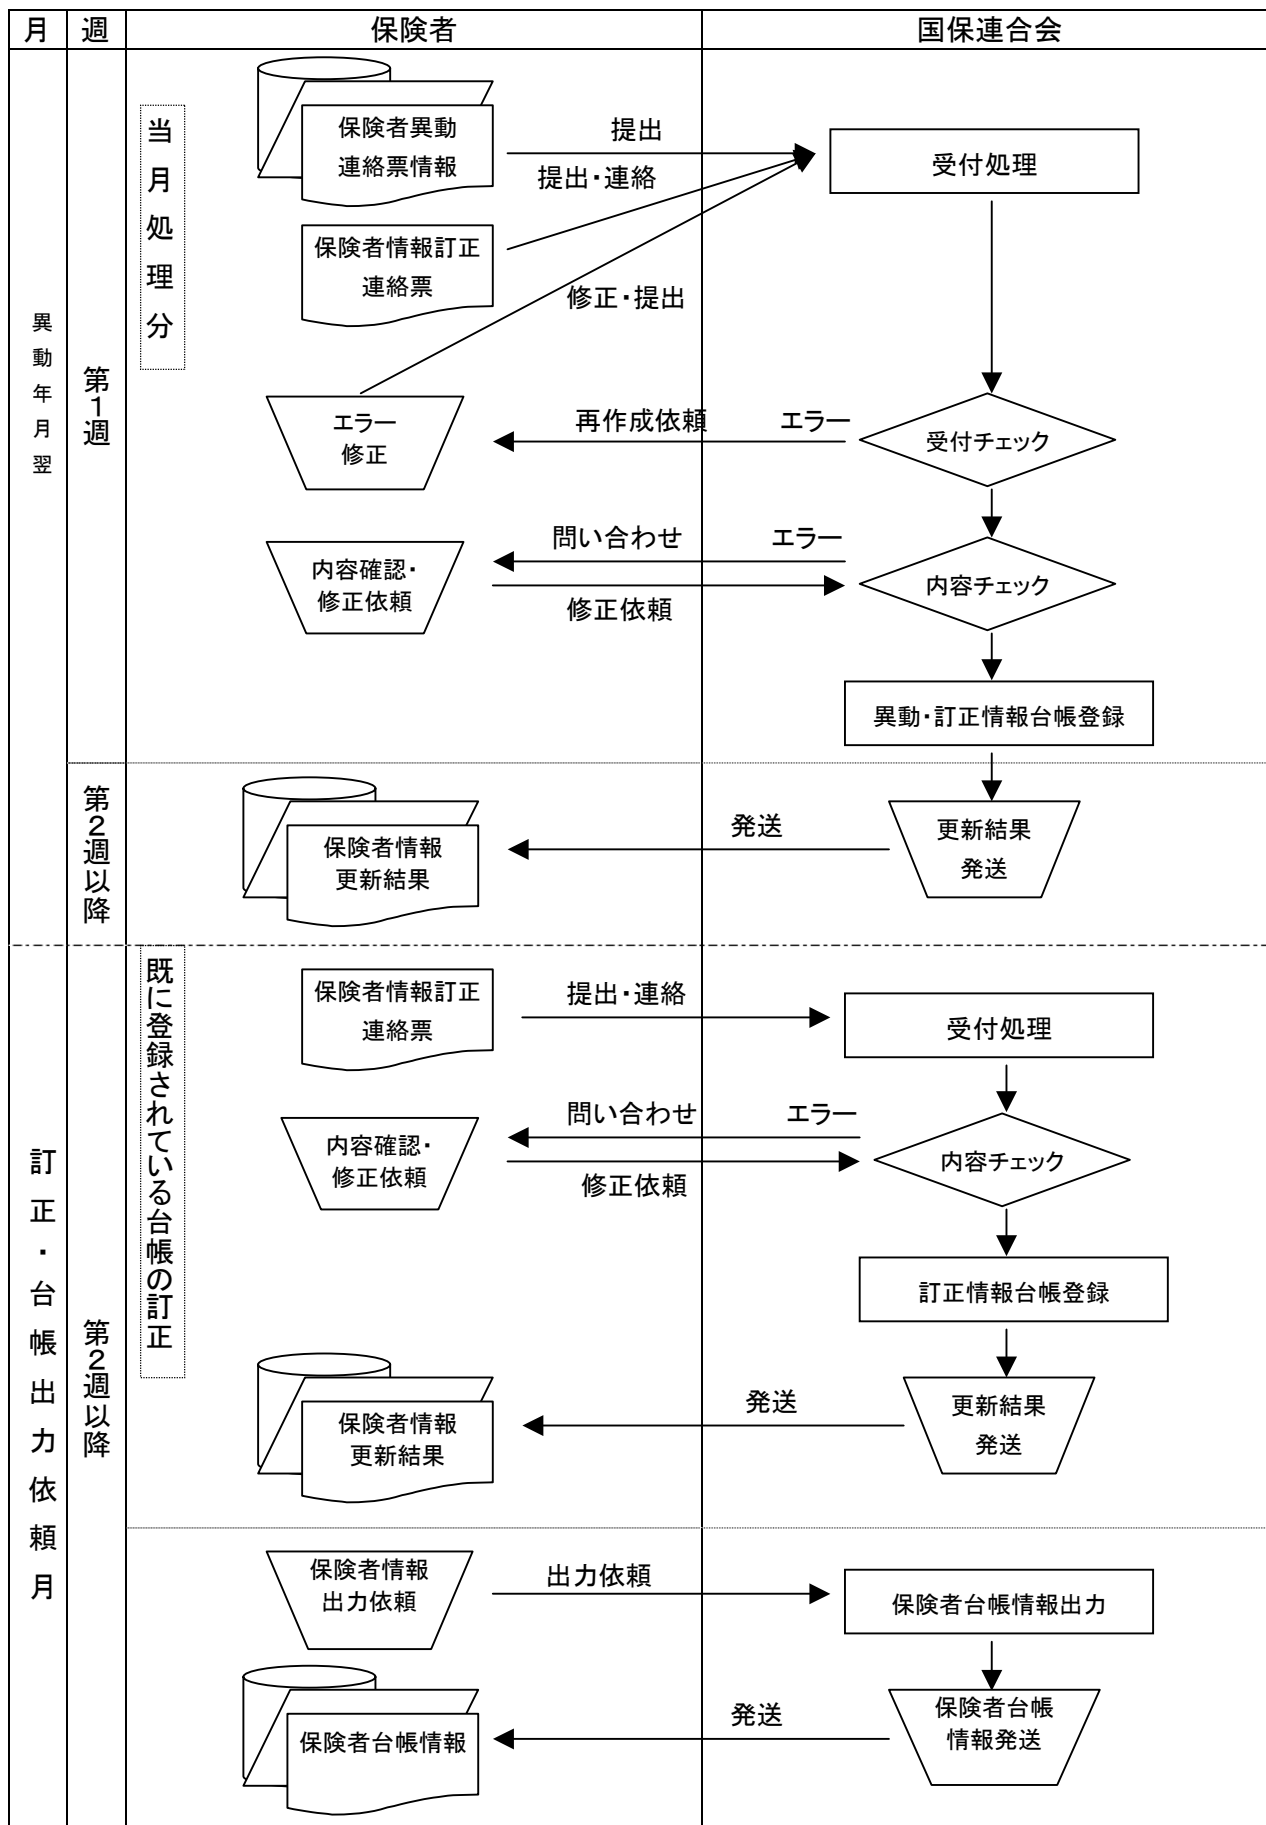 月
週
保険者
国保連合会
異動年月翌
第1週
当月処理分
保険者異動
連絡票情報
提出
受付処理
提出・連絡
保険者情報訂正
連絡票
修正・提出
エラー
修正
再作成依頼
エラー
受付チェック
問い合わせ
エラー
内容確認・
修正依頼
修正依頼
内容チェック
異動・訂正情報台帳登録
第2週以降
保険者情報
更新結果
発送
更新結果
発送
訂正・台帳出力依頼月
第2週以降
既に登録されている台帳の訂正
保険者情報訂正
連絡票
提出・連絡
受付処理
問い合わせ
エラー
内容確認・
修正依頼
修正依頼
内容チェック
訂正情報台帳登録
保険者情報
更新結果
発送
更新結果
発送
保険者情報
出力依頼
出力依頼
保険者台帳情報出力
保険者台帳情報
発送
保険者台帳
情報発送